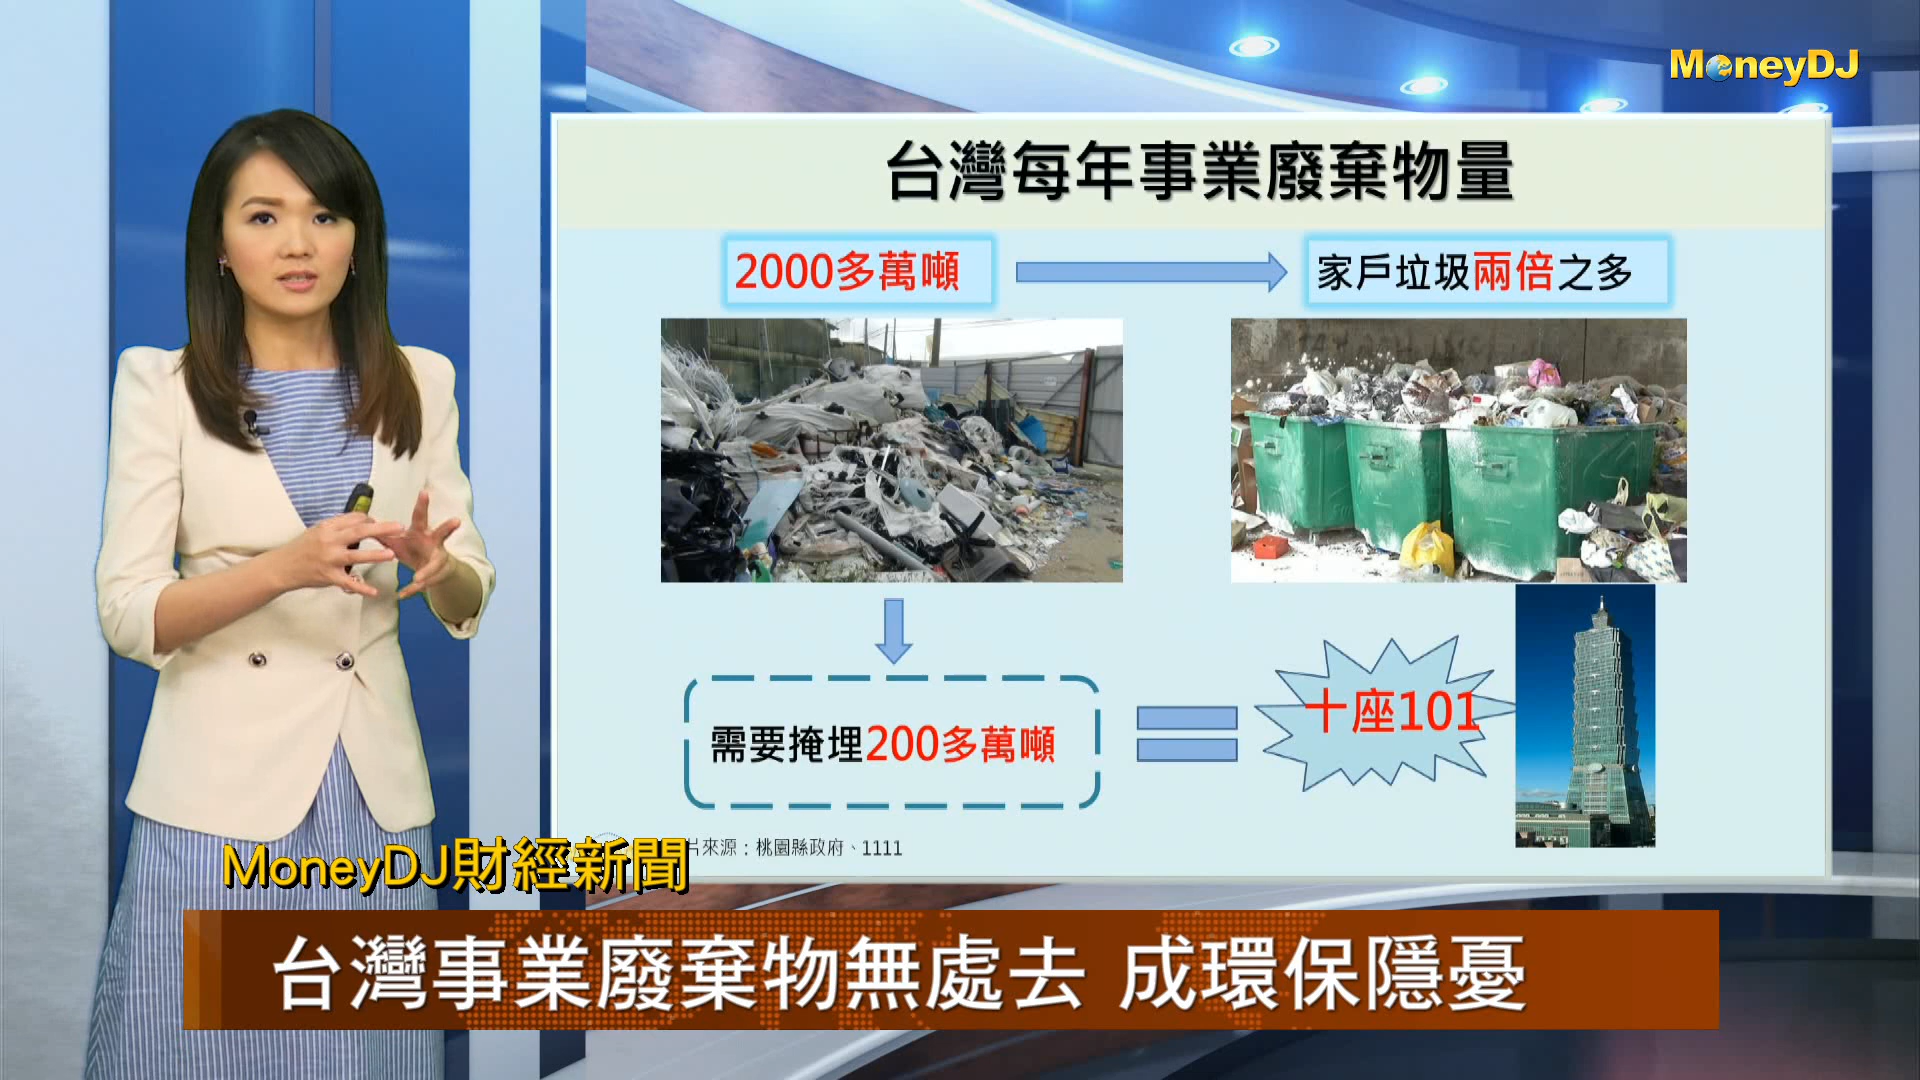 MoneyDJ
台灣每年事業廢棄物量
2000多萬噸
家戶垃圾兩倍之多
需要掩埋200多萬噸
十座101
片來源：桃園縣政府、1111
MoneyDJ財經新聞
台灣事業廢棄物無處去 成環保隱憂